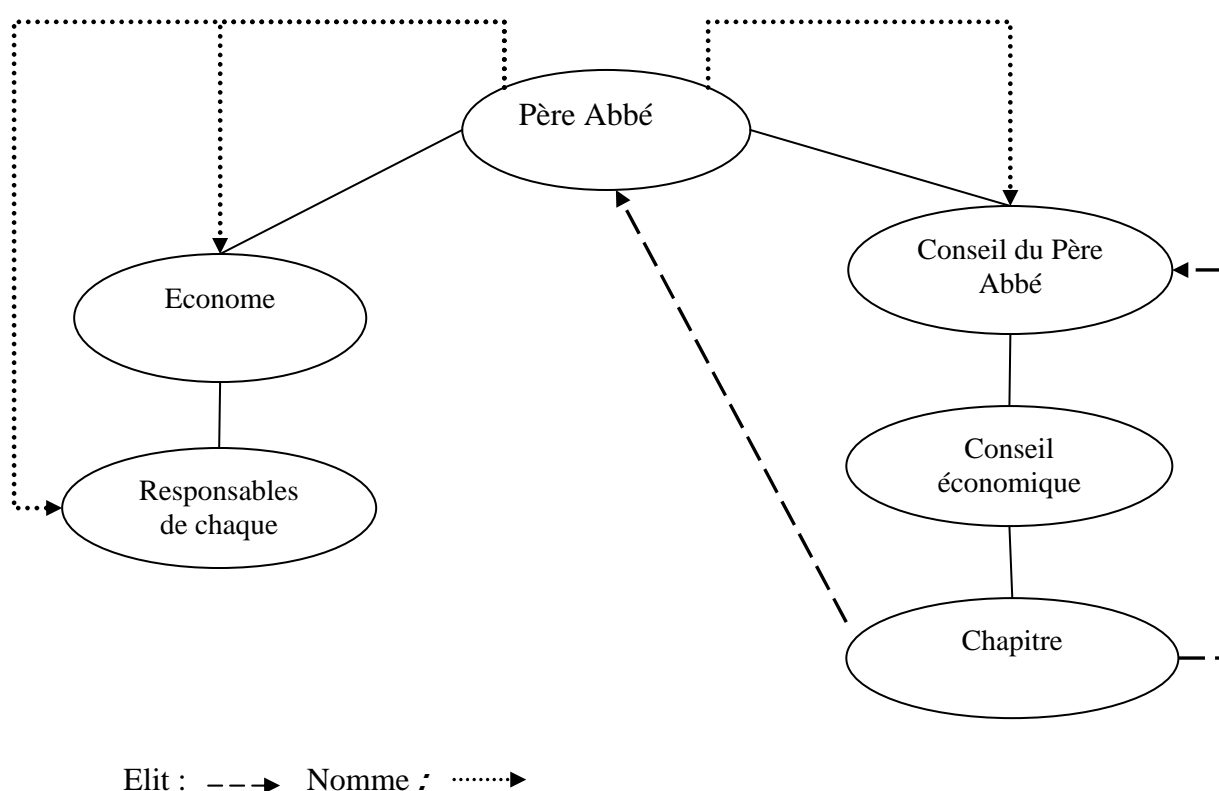 Père Abbé
Conseil du Père
Abbé
Econome
Conseil
économique
Responsables
de chaque
Chapitre
Elit : Nomme :